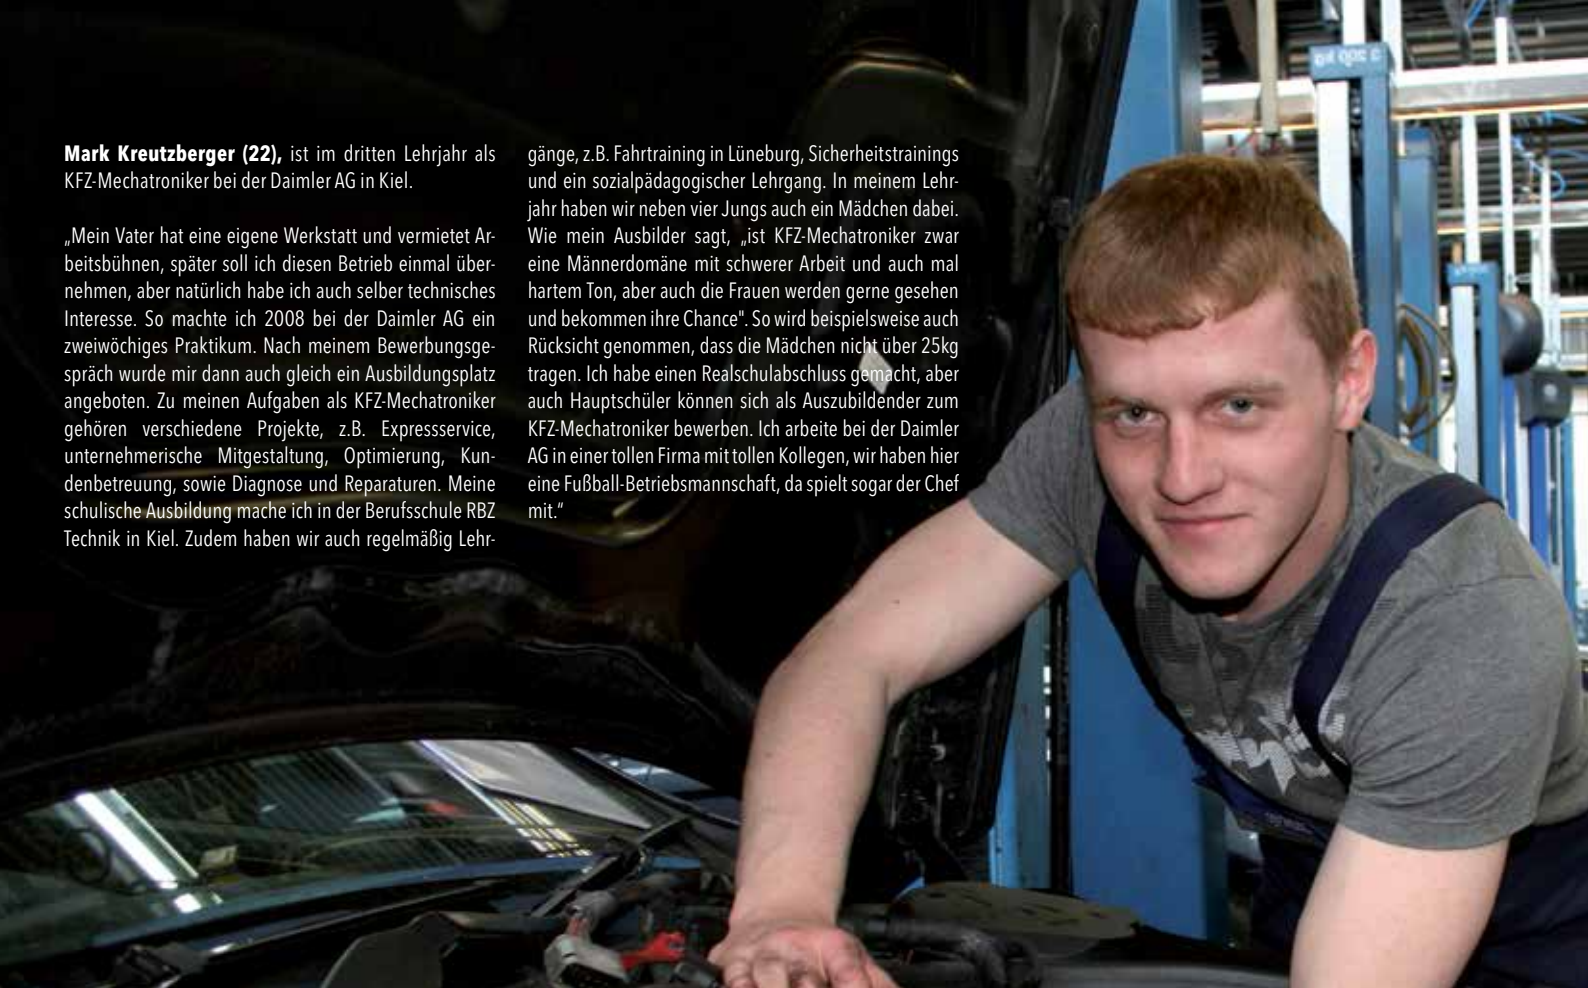 Mark Kreutzberger (22), ist im dritten Lehrjahr als
KFZ-Mechatroniker bei der Daimler AG in Kiel.
„Mein Vater hat eine eigene Werkstatt und vermietet Ar-
beitsbühnen, später soll ich diesen Betrieb einmal über-
nehmen, aber natürlich habe ich auch selber technisches
Interesse. So machte ich 2008 bei der Daimler AG ein
zweiwöchiges Praktikum. Nach meinem Bewerbungsge-
spräch wurde mir dann auch gleich ein Ausbildungsplatz
angeboten. Zu meinen Aufgaben als KFZ-Mechatroniker
gehören verschiedene Projekte, z.B. Expressservice,
unternehmerische Mitgestaltung, Optimierung, Kun-
denbetreuung, sowie Diagnose und Reparaturen. Meine
schulische Ausbildung mache ich in der Berufsschule RBZ
Technik in Kiel. Zudem haben wir auch regelmäßig Lehr-
gänge, z.B. Fahrtraining in Lüneburg, Sicherheitstrainings
und ein sozialpädagogischer Lehrgang. In meinem Lehr-
jahr haben wir neben vier Jungs auch ein Mädchen dabei.
Wie mein Ausbilder sagt, „ist KFZ-Mechatroniker zwar
eine Männerdomäne mit schwerer Arbeit und auch mal
hartem Ton, aber auch die Frauen werden gerne gesehen
und bekommen ihre Chance". So wird beispielsweise auch
Rücksicht genommen, dass die Mädchen nicht über 25kg
tragen. Ich habe einen Realschulabschluss gemacht, aber
auch Hauptschüler können sich als Auszubildender zum
KFZ-Mechatroniker bewerben. Ich arbeite bei der Daimler
AG in einer tollen Firma mit tollen Kollegen, wir haben hier
eine Fußball-Betriebsmannschaft, da spielt sogar der Chef
mit.“